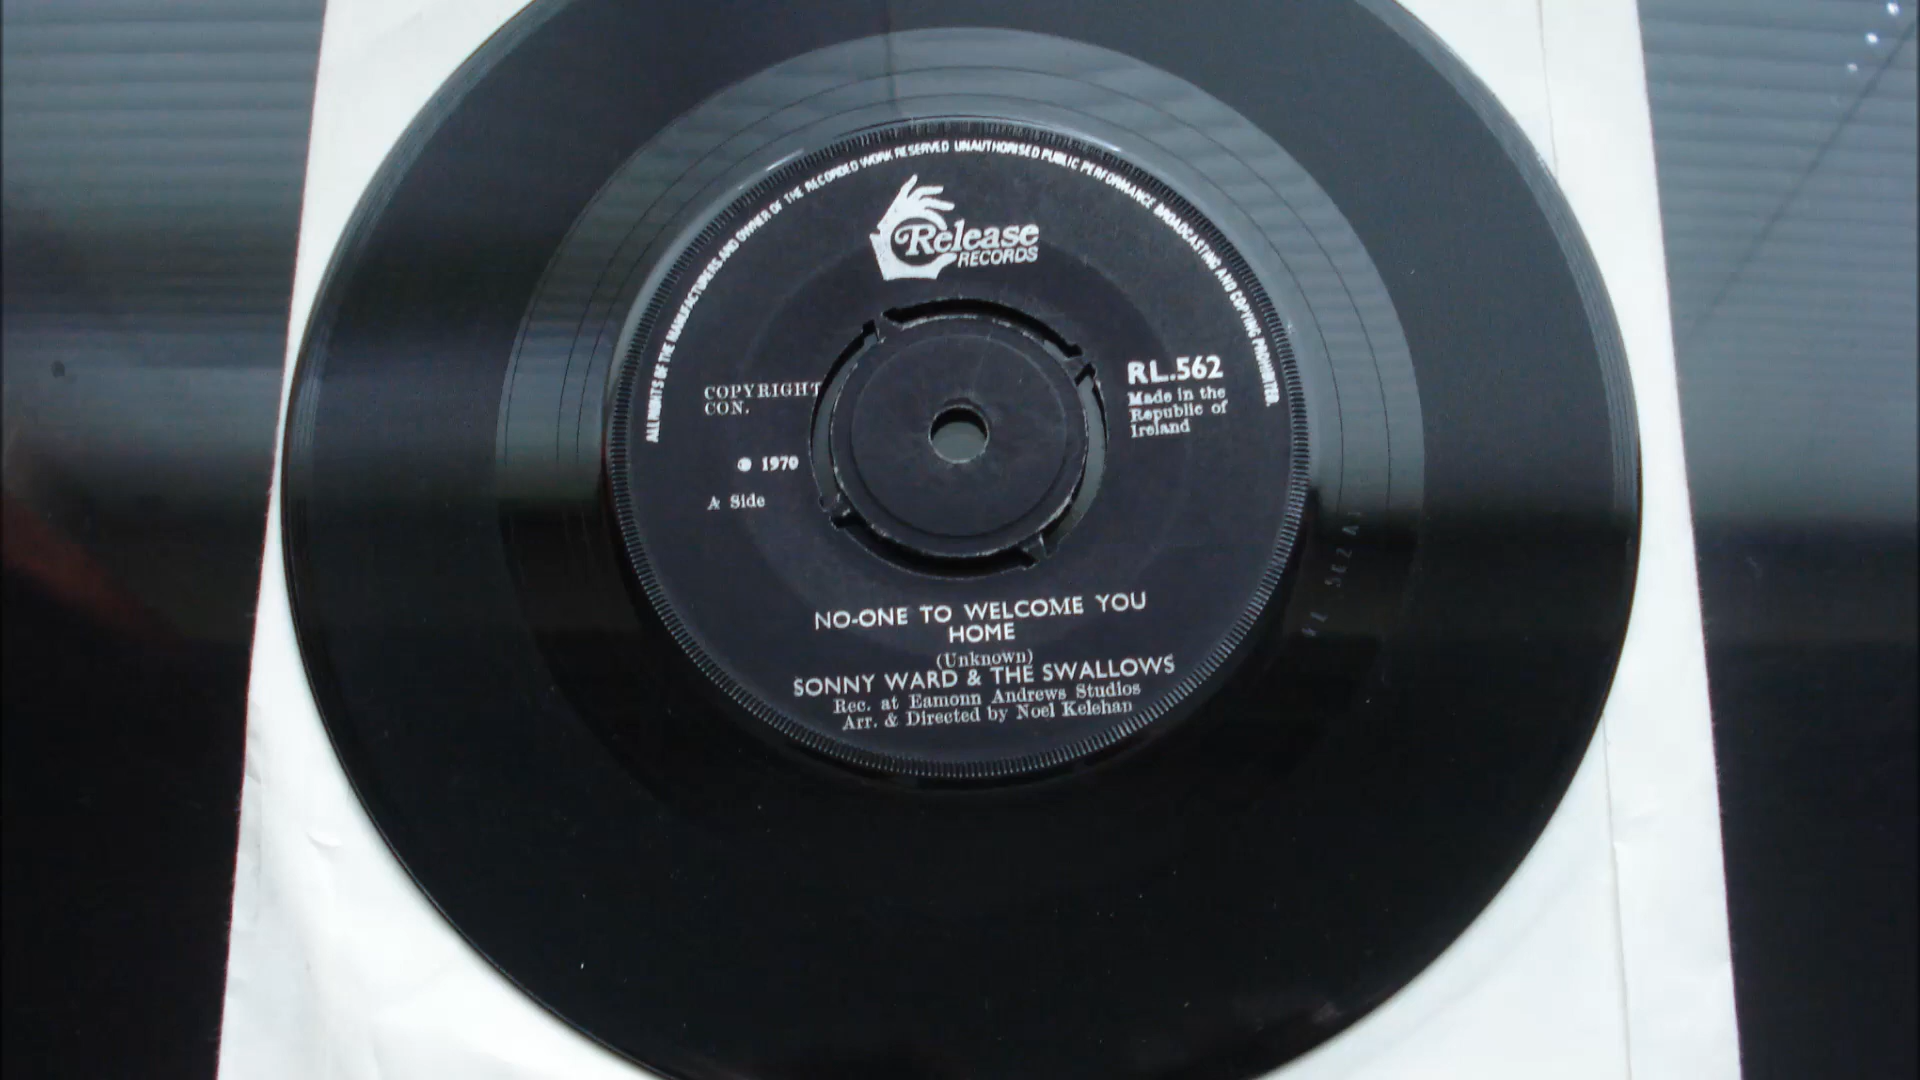 ALL RIGHTS OF THE MANUFACTURERS AND OWNER OF THE RECORDED WORK RESERVED UNAUTHORISED PUBLIC PERFORMANCE BROADCASTING AND COPYING PROHIBITED.
Release
RECORDS
COPYRIGHT
CON.
RL.562
Made in the
Republic of
Ireland
℗ 1970
A Side
NO-ONE TO WELCOME YOU
HOME
(Unknown)
SONNY WARD & THE SWALLOWS
Rec. at Eamonn Andrews Studios
Arr. & Directed by Noel Kelehan